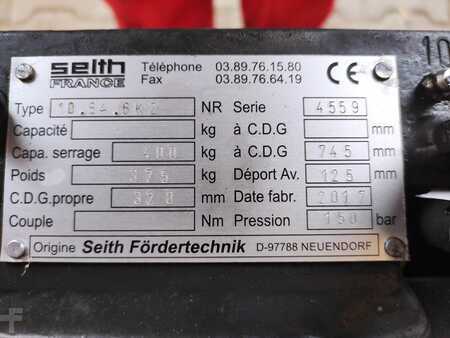 seith FRANCE Téléphone 03.89.76.15.80
Fax 03.89.76.64.19
CE
Type 10.S4.6K2 NR Serie 4559
Capacité kg à C.D.G mm
Capa. serrage 400 kg à C.D.G 745 mm
Poids 375 kg Déport Av. 125 mm
C.D.G.propre 320 mm Date fabr. 2017
Couple Nm Pression 150 bar
Origine Seith Fördertechnik D-97788 NEUENDORF
10